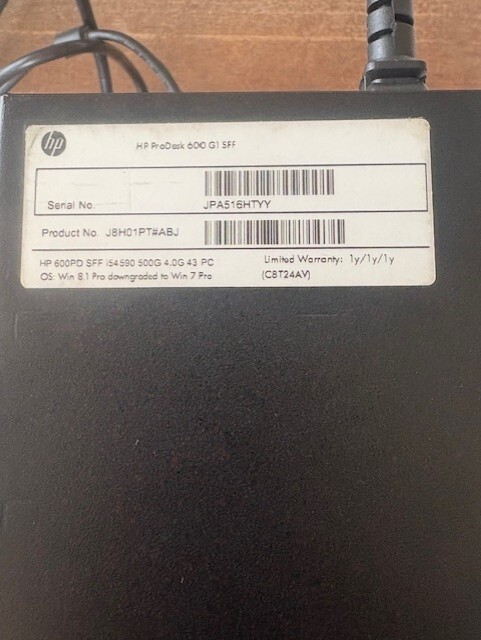 hp
HP ProDesk 600 G1 SFF
Serial No.
JPA516HTYY
Product No. J8H01PT#ABJ
HP 600PD SFF i54590 500G 4.0G 43 PC
OS: Win 8.1 Pro downgraded to Win 7 Pro
Limited Warranty: 1y/1y/1y
(C8T24AV)